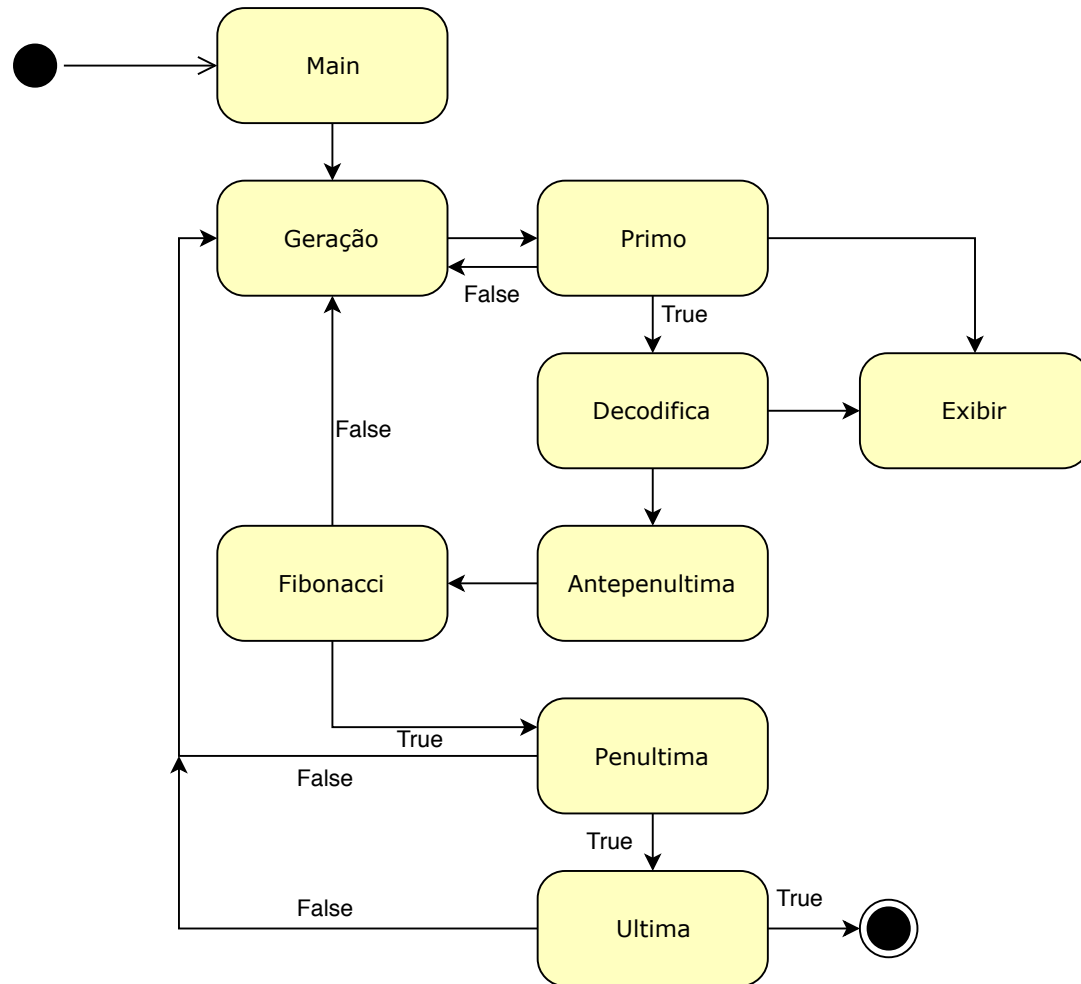 Main
Geração
Primo
False
True
Decodifica
Exibir
False
Fibonacci
Antepenultima
True
Penultima
False
True
False
True
Ultima